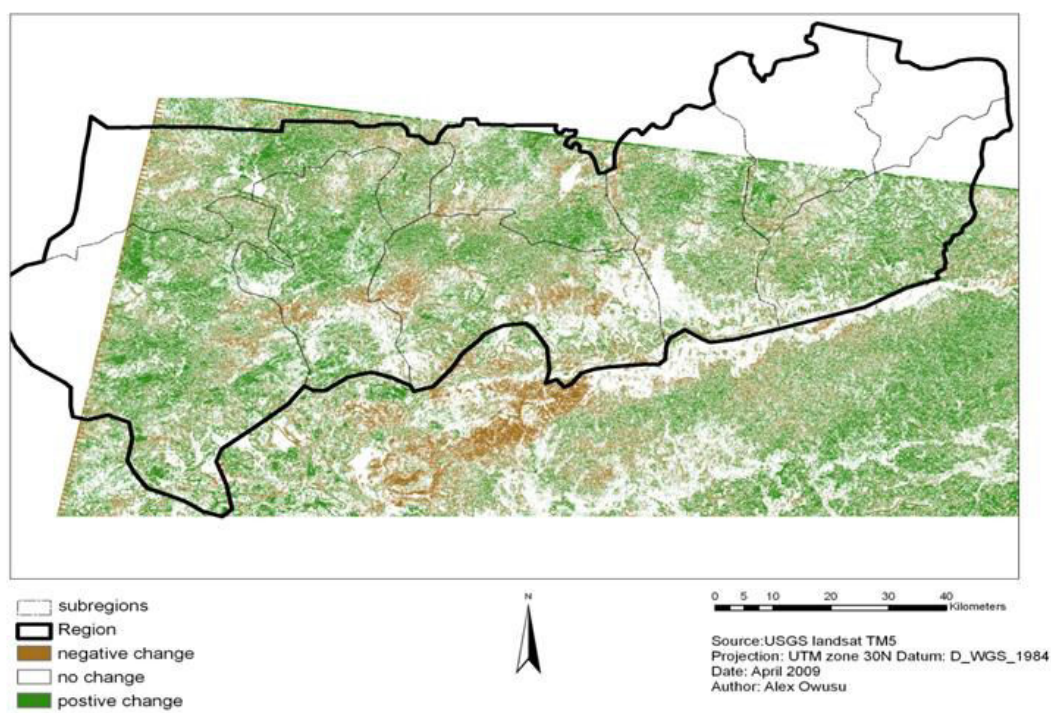 subregions
Region
negative change
no change
postive change
N
0 5 10 20 30 40
Kilometers
Source:USGS landsat TM5
Projection: UTM zone 30N Datum: D_WGS_1984
Date: April 2009
Author: Alex Owusu